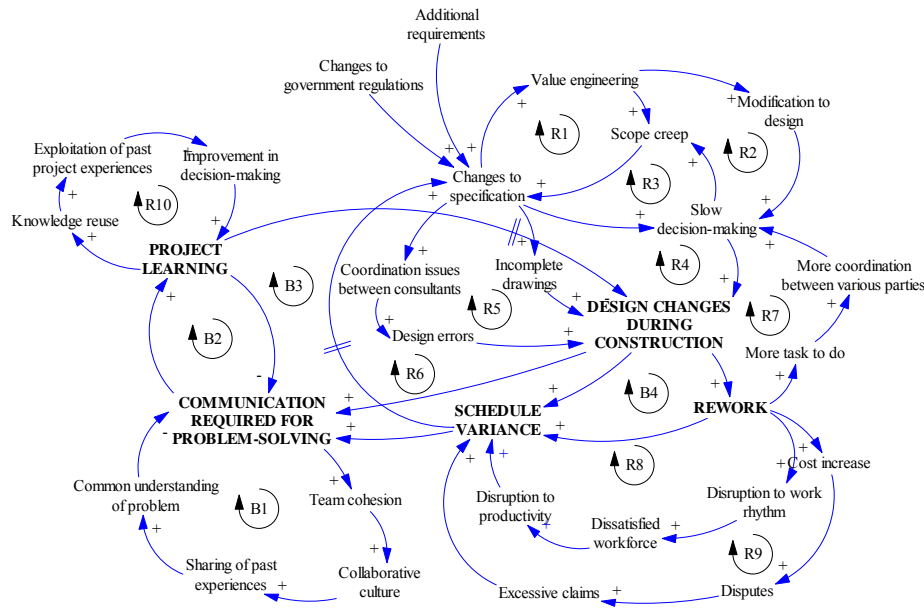 Additional
requirements
Changes to
government regulations
Value engineering
+
+
+
R1
Modification to
design
Scope creep
R2
Exploitation of past
project experiences
+
Improvement in
decision-making
+
+
+
Changes to
specification
+
+
R3
+
+
R10
Knowledge reuse
+
+
+
Slow
decision-making
+
+
PROJECT
LEARNING
+
Coordination issues
between consultants
Incomplete
drawings
+
R4
More coordination
between various parties
B3
R5
+
-
+
DESIGN CHANGES
DURING
CONSTRUCTION
R7
+
B2
+
Design errors
+
R6
More task to do
+
-
COMMUNICATION
REQUIRED FOR
PROBLEM-SOLVING
+
+
-
SCHEDULE
VARIANCE
+
+
B4
+
REWORK
+
+
+
R8
+
+
Cost increase
Common understanding
of problem
B1
+
Team cohesion
Disruption to
productivity
Disruption to work
rhythm
+
Dissatisfied
workforce
+
+
Sharing of past
experiences
+
+
Collaborative
culture
R9
+
Excessive claims
+
Disputes